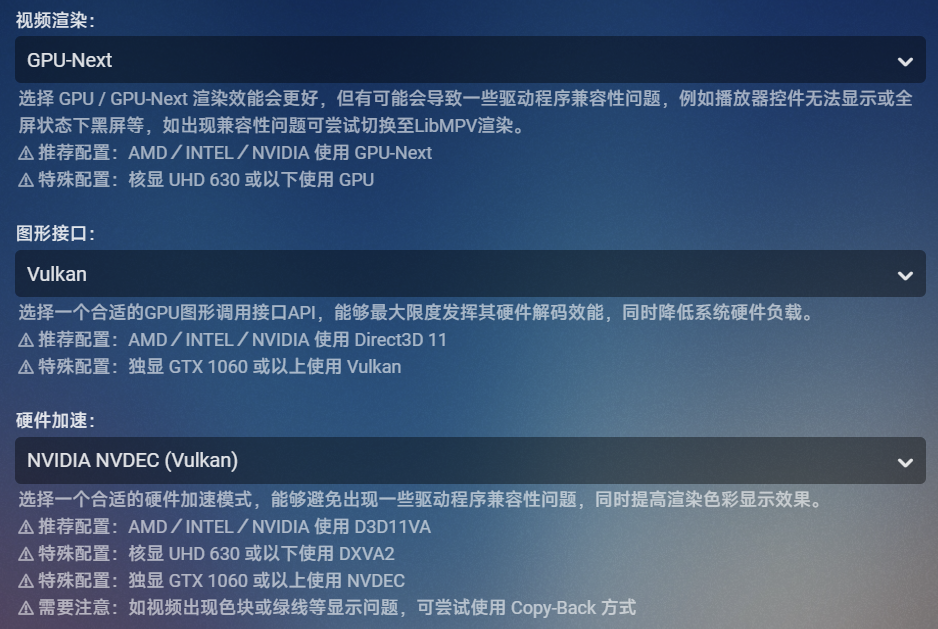 视频渲染：
GPU-Next
选择 GPU / GPU-Next 渲染效能会更好，但有可能会导致一些驱动程序兼容性问题，例如播放器控件无法显示或全
屏状态下黑屏等，如出现兼容性问题可尝试切换至LibMPV渲染。
⚠推荐配置：AMD／INTEL／NVIDIA 使用 GPU-Next
⚠特殊配置：核显 UHD 630 或以下使用 GPU
图形接口：
Vulkan
选择一个合适的GPU图形调用接口API，能够最大限度发挥其硬件解码效能，同时降低系统硬件负载。
⚠推荐配置：AMD／INTEL／NVIDIA 使用 Direct3D 11
⚠特殊配置：独显 GTX 1060 或以上使用 Vulkan
硬件加速：
NVIDIA NVDEC (Vulkan)
选择一个合适的硬件加速模式，能够避免出现一些驱动程序兼容性问题，同时提高渲染色彩显示效果。
⚠推荐配置：AMD／INTEL／NVIDIA 使用 D3D11VA
⚠特殊配置：核显 UHD 630 或以下使用 DXVA2
⚠特殊配置：独显 GTX 1060 或以上使用 NVDEC
⚠需要注意：如视频出现色块或绿线等显示问题，可尝试使用 Copy-Back 方式